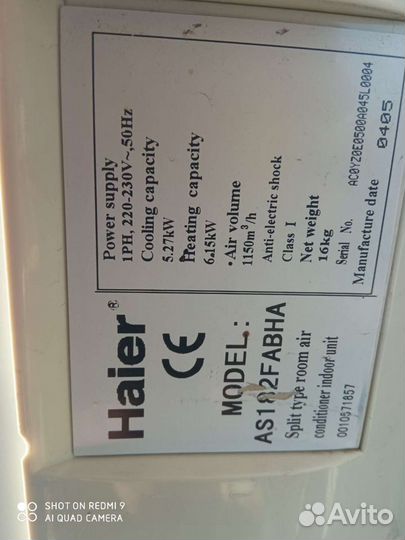 Haier®
CE
MODEL.:
AS182FABHA
Split type room air
conditioner indoor unit
0010571857
Power supply
1PH, 220-230V~,50Hz
Cooling capacity
5.27kW
Heating capacity
6.15kW
Air volume
1150m³/h
Anti-electric shock
Class I
Net weight
16kg
Serial No. AC0YZ0E0500A045L0004
Manufacture date 0405
SHOT ON REDMI 9
AI QUAD CAMERA
Avito